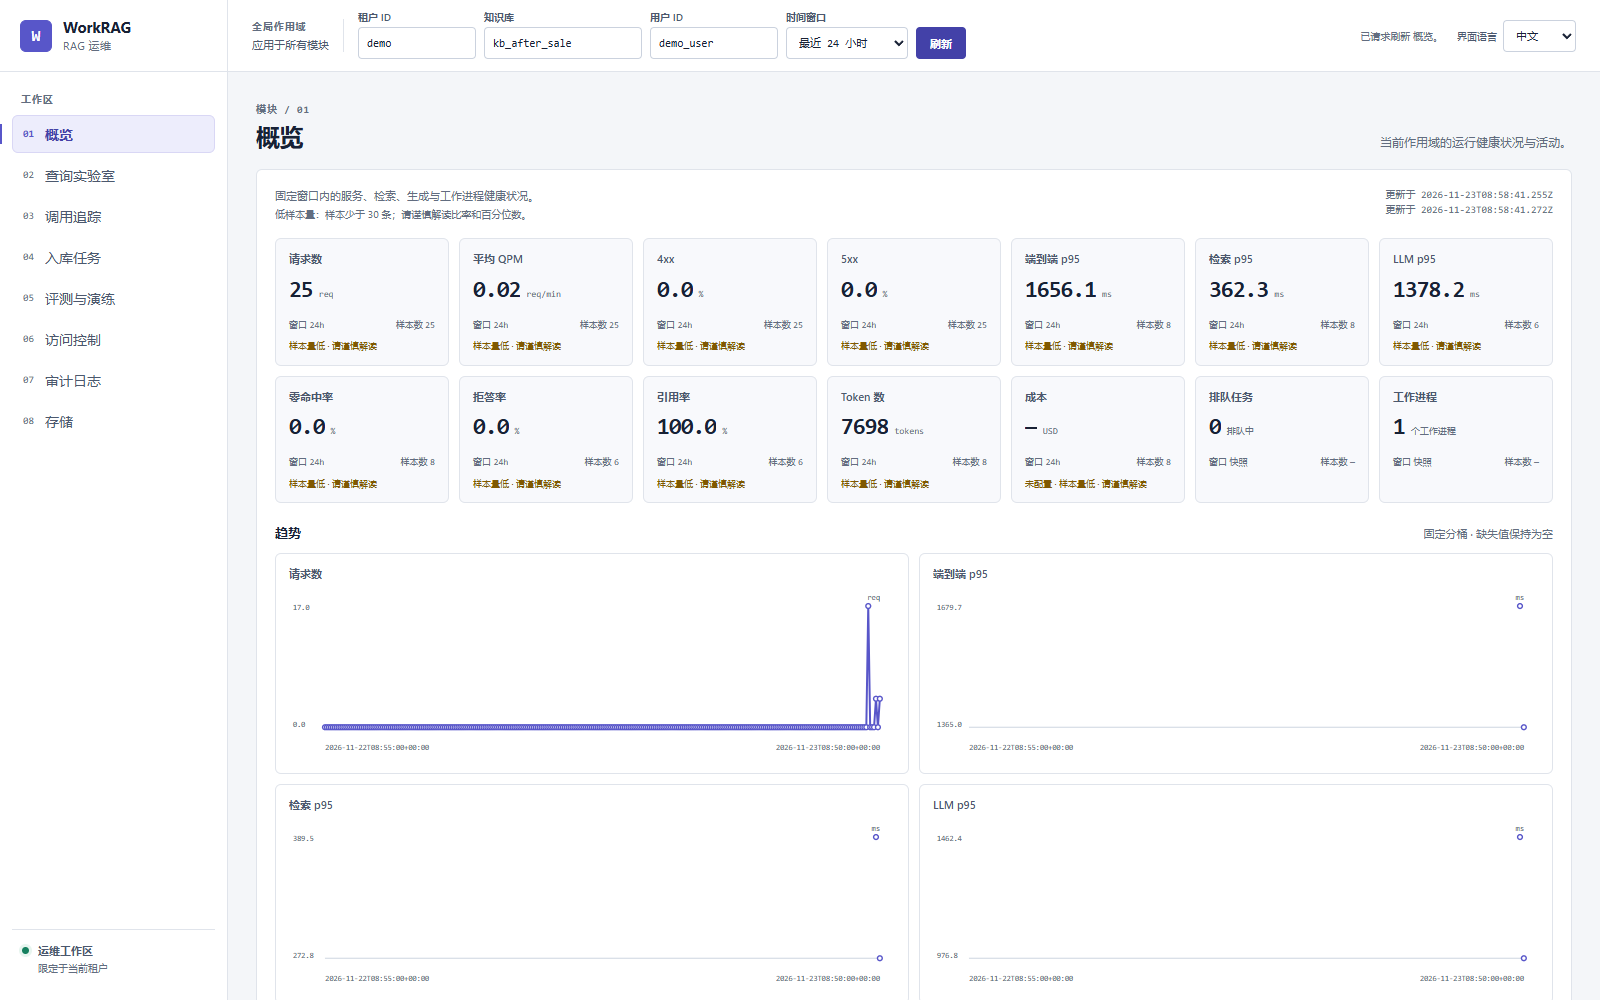 W
WorkRAG
RAG 运维
全局作用域
应用于所有模块
租户 ID
demo
知识库
kb_after_sale
用户 ID
demo_user
时间窗口
最近 24 小时
刷新
已请求刷新 概览。
界面语言
中文
工作区
01 概览
02 查询实验室
03 调用追踪
04 入库任务
05 评测与演练
06 访问控制
07 审计日志
08 存储
运维工作区
限定于当前租户
模块 / 01
概览
当前作用域的运行健康状况与活动。
固定窗口内的服务、检索、生成与工作进程健康状况。
低样本量：样本少于 30 条；请谨慎解读比率和百分位数。
更新于 2026-11-23T08:58:41.255Z
更新于 2026-11-23T08:58:41.272Z
请求数
25 req
窗口 24h 样本数 25
样本量低 · 请谨慎解读
平均 QPM
0.02 req/min
窗口 24h 样本数 25
样本量低 · 请谨慎解读
4xx
0.0 %
窗口 24h 样本数 25
样本量低 · 请谨慎解读
5xx
0.0 %
窗口 24h 样本数 25
样本量低 · 请谨慎解读
端到端 p95
1656.1 ms
窗口 24h 样本数 8
样本量低 · 请谨慎解读
检索 p95
362.3 ms
窗口 24h 样本数 8
样本量低 · 请谨慎解读
LLM p95
1378.2 ms
窗口 24h 样本数 6
样本量低 · 请谨慎解读
零命中率
0.0 %
窗口 24h 样本数 8
样本量低 · 请谨慎解读
拒答率
0.0 %
窗口 24h 样本数 6
样本量低 · 请谨慎解读
引用率
100.0 %
窗口 24h 样本数 6
样本量低 · 请谨慎解读
Token 数
7698 tokens
窗口 24h 样本数 8
样本量低 · 请谨慎解读
成本
— USD
窗口 24h 样本数 8
未配置 · 样本量低 · 请谨慎解读
排队任务
0 排队中
窗口 快照 样本数 —
工作进程
1 个工作进程
窗口 快照 样本数 —
趋势
固定分桶 · 缺失值保持为空
请求数
req
17.0
0.0
2026-11-22T08:55:00+00:00 2026-11-23T08:50:00+00:00
端到端 p95
ms
1679.7
1365.0
2026-11-22T08:55:00+00:00 2026-11-23T08:50:00+00:00
检索 p95
ms
389.5
272.8
2026-11-22T08:55:00+00:00 2026-11-23T08:50:00+00:00
LLM p95
ms
1462.4
976.8
2026-11-22T08:55:00+00:00 2026-11-23T08:50:00+00:00